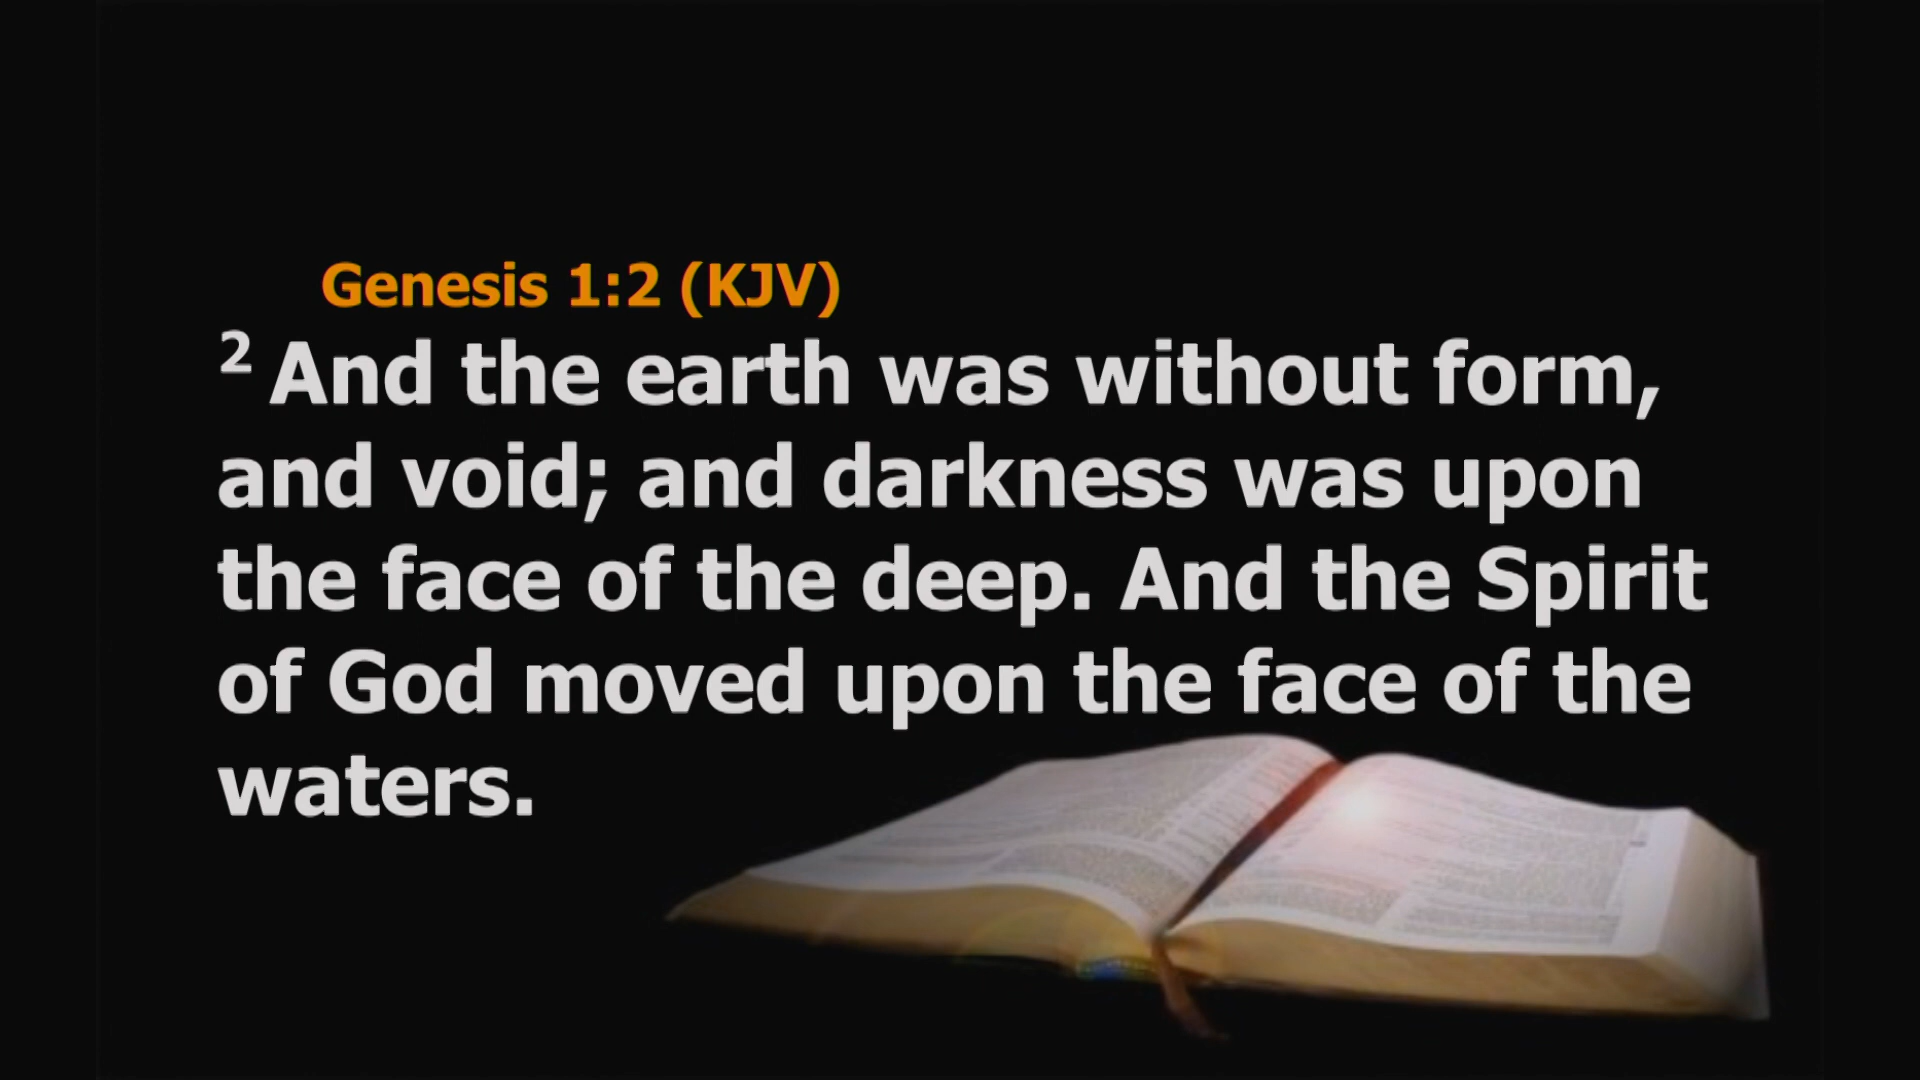 Genesis 1:2 (KJV)
2 And the earth was without form,
and void; and darkness was upon
the face of the deep. And the Spirit
of God moved upon the face of the
waters.